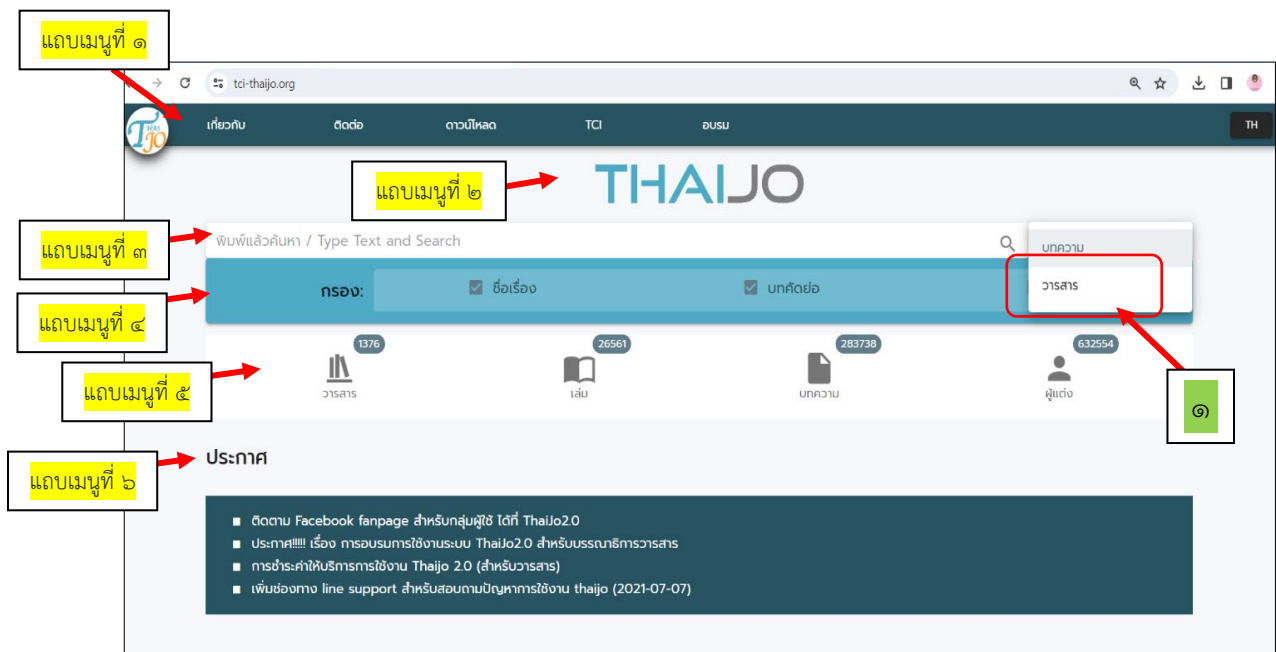 แถบเมนูที่ ๑
tci-thaijo.org
THAI
JO
เกี่ยวกับ ติดต่อ ดาวน์โหลด TCI อบรม TH
แถบเมนูที่ ๒
THAIJO
แถบเมนูที่ ๓
พิมพ์แล้วค้นหา / Type Text and Search
บทความ
วารสาร
แถบเมนูที่ ๔
กรอง: ชื่อเรื่อง บทคัดย่อ
แถบเมนูที่ ๕
1376 26561 283738 632554
วารสาร เล่ม บทความ ผู้แต่ง
๑
แถบเมนูที่ ๖
ประกาศ
ติดตาม Facebook fanpage สำหรับกลุ่มผู้ใช้ ได้ที่ ThaiJo2.0
ประกาศ!!!!! เรื่อง การอบรมการใช้งานระบบ ThaiJo2.0 สำหรับบรรณาธิการวารสาร
การชำระค่าให้บริการการใช้งาน Thaijo 2.0 (สำหรับวารสาร)
เพิ่มช่องทาง line support สำหรับสอบถามปัญหาการใช้งาน thaijo (2021-07-07)